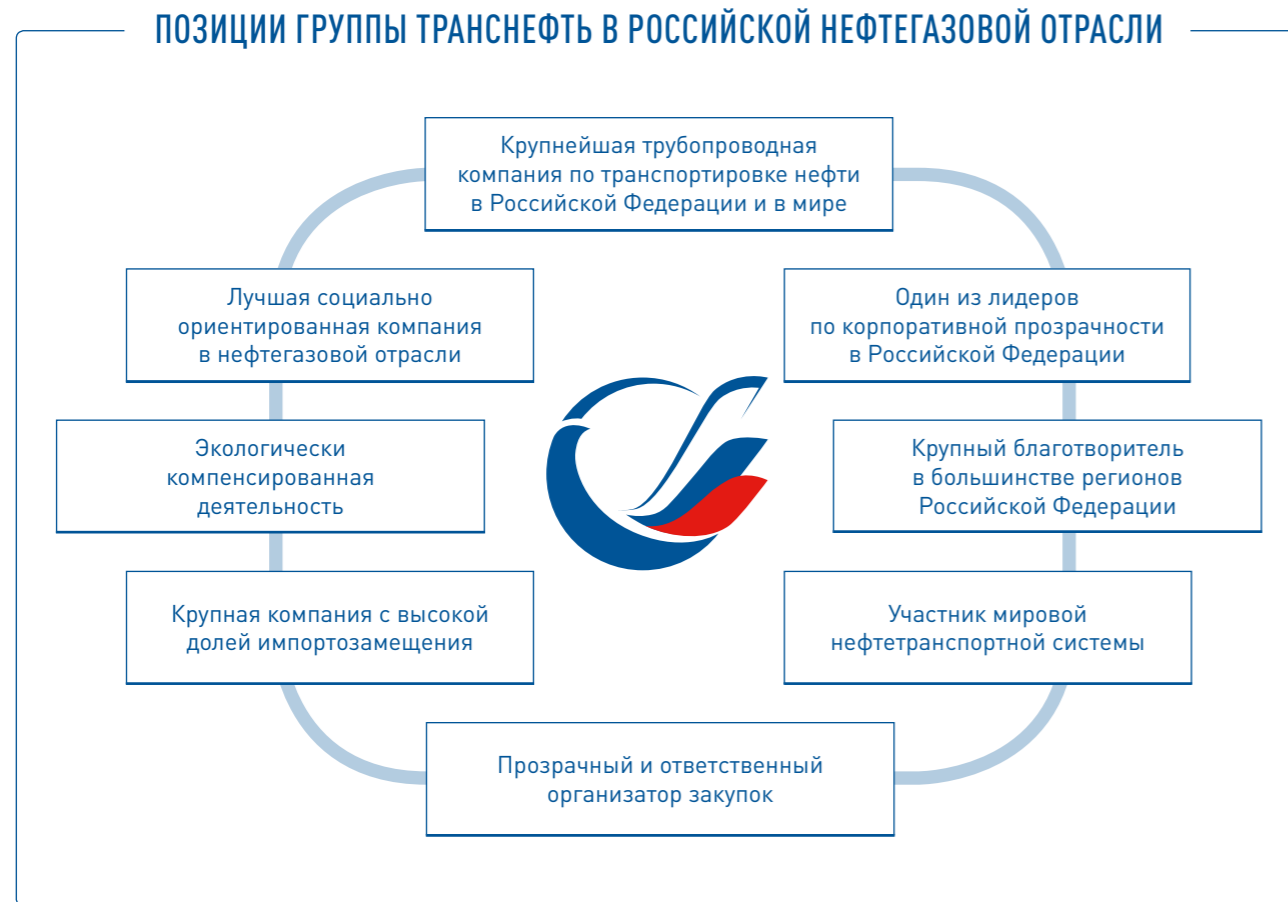 ПОЗИЦИИ ГРУППЫ ТРАНСНЕФТЬ В РОССИЙСКОЙ НЕФТЕГАЗОВОЙ ОТРАСЛИ
Крупнейшая трубопроводная
компания по транспортировке нефти
в Российской Федерации и в мире
Лучшая социально
ориентированная компания
в нефтегазовой отрасли
Один из лидеров
по корпоративной прозрачности
в Российской Федерации
Экологически
компенсированная
деятельность
Крупный благотворитель
в большинстве регионов
Российской Федерации
Крупная компания с высокой
долей импортозамещения
Участник мировой
нефтетранспортной системы
Прозрачный и ответственный
организатор закупок